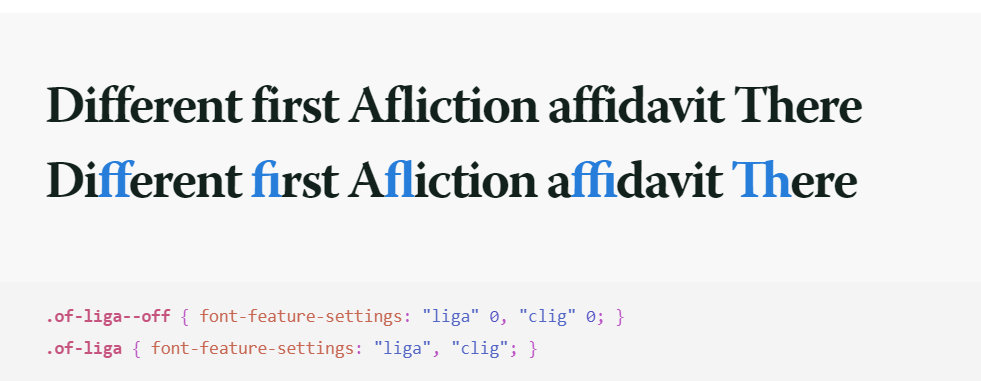 Different first Afliction affidavit There
Different first Afliction affidavit There
.of-liga--off { font-feature-settings: "liga" 0, "clig" 0; }
.of-liga { font-feature-settings: "liga", "clig"; }